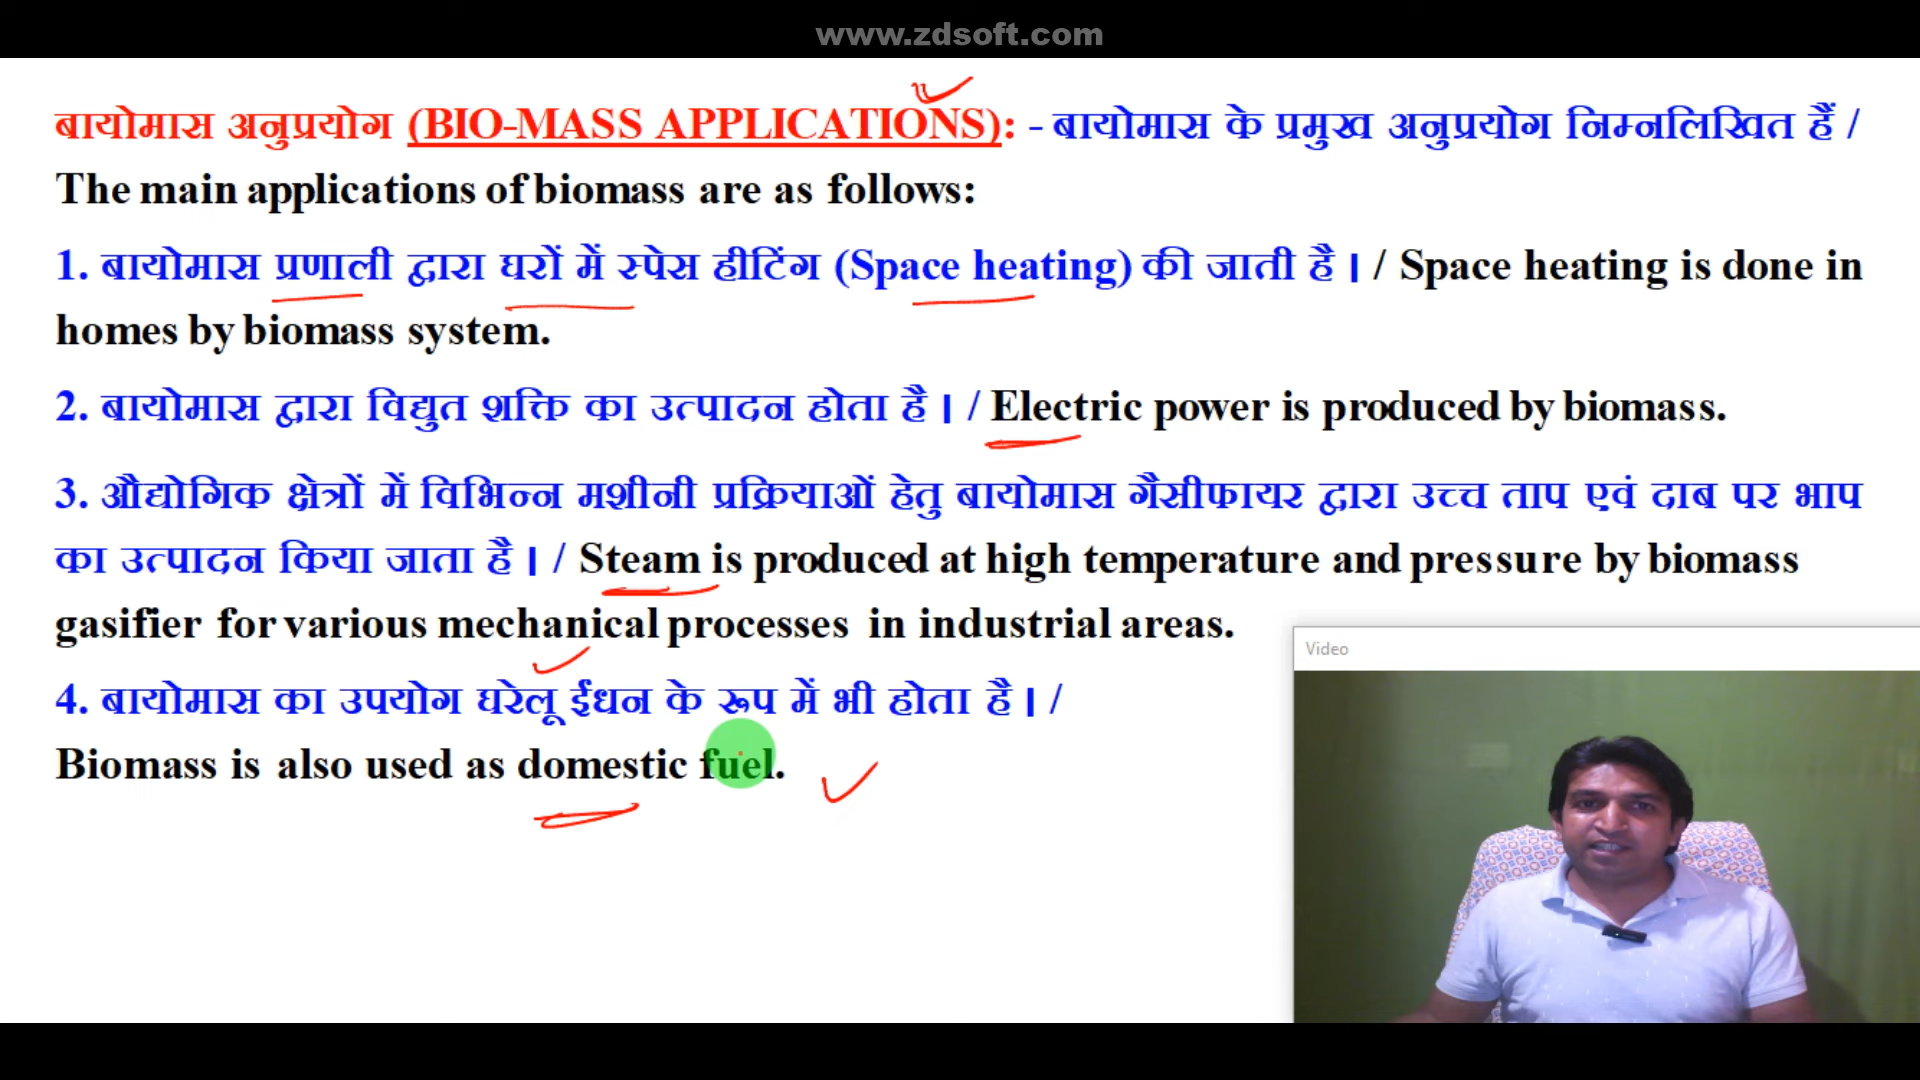 www.zdsoft.com
बायोमास अनुप्रयोग (BIO-MASS APPLICATIONS): - बायोमास के प्रमुख अनुप्रयोग निम्नलिखित हैं /
The main applications of biomass are as follows:
1. बायोमास प्रणाली द्वारा घरों में स्पेस हीटिंग (Space heating) की जाती है। / Space heating is done in
homes by biomass system.
2. बायोमास द्वारा विद्युत शक्ति का उत्पादन होता है। / Electric power is produced by biomass.
3. औद्योगिक क्षेत्रों में विभिन्न मशीनी प्रक्रियाओं हेतु बायोमास गैसीफायर द्वारा उच्च ताप एवं दाब पर भाप
का उत्पादन किया जाता है। / Steam is produced at high temperature and pressure by biomass
gasifier for various mechanical processes in industrial areas.
4. बायोमास का उपयोग घरेलू ईंधन के रूप में भी होता है। /
Biomass is also used as domestic fuel.
Video